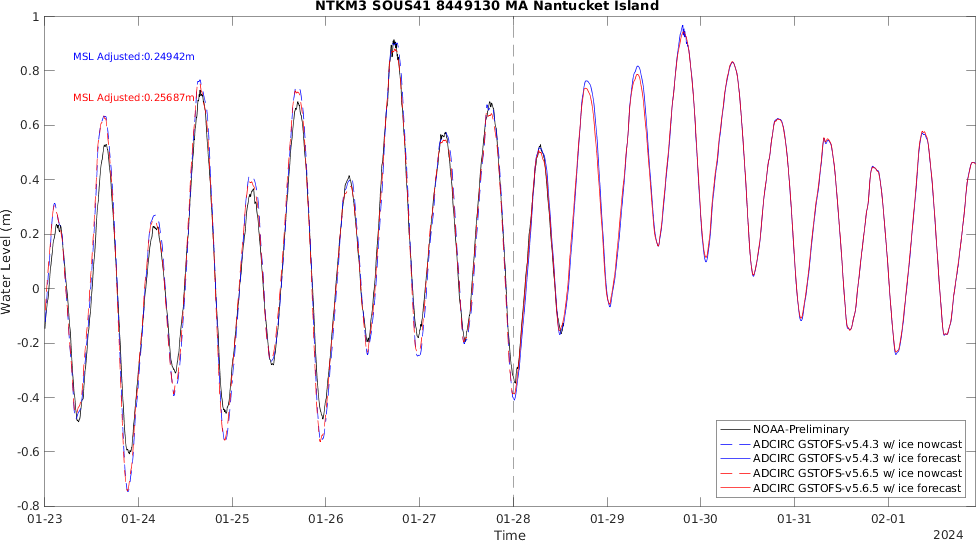 NTKM3 SOUS41 8449130 MA Nantucket Island
MSL Adjusted:0.24942m
MSL Adjusted:0.25687m
Water Level (m)
1
0.8
0.6
0.4
0.2
0
-0.2
-0.4
-0.6
-0.8
NOAA-Preliminary
ADCIRC GSTOFS-v5.4.3 w/ ice nowcast
ADCIRC GSTOFS-v5.4.3 w/ ice forecast
ADCIRC GSTOFS-v5.6.5 w/ ice nowcast
ADCIRC GSTOFS-v5.6.5 w/ ice forecast
01-23 01-24 01-25 01-26 01-27 01-28 01-29 01-30 01-31 02-01
Time
2024